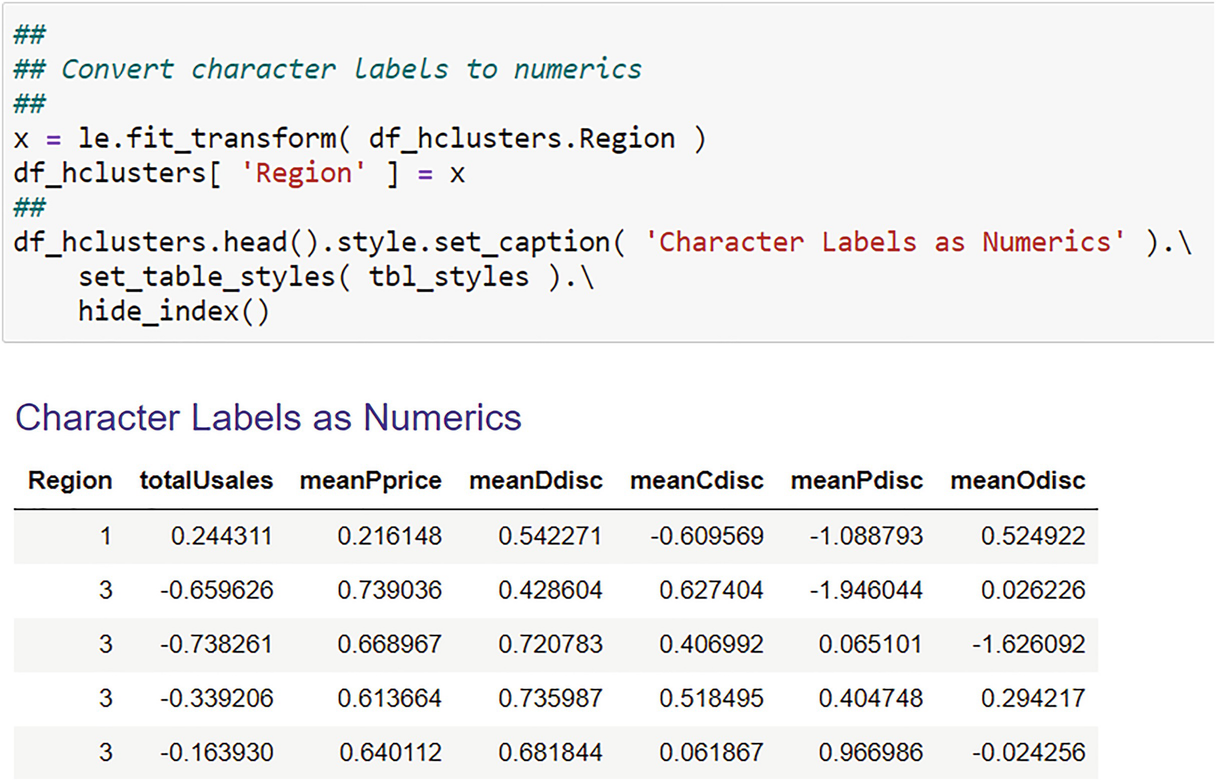 ##
## Convert character labels to numerics
##
x = le.fit_transform( df_hclusters.Region )
df_hclusters[ 'Region' ] = x
##
df_hclusters.head().style.set_caption( 'Character Labels as Numerics' ).\
    set_table_styles( tbl_styles ).\
    hide_index()
Character Labels as Numerics
Region totalUsales meanPprice meanDdisc meanCdisc meanPdisc meanOdisc
1 0.244311 0.216148 0.542271 -0.609569 -1.088793 0.524922
3 -0.659626 0.739036 0.428604 0.627404 -1.946044 0.026226
3 -0.738261 0.668967 0.720783 0.406992 0.065101 -1.626092
3 -0.339206 0.613664 0.735987 0.518495 0.404748 0.294217
3 -0.163930 0.640112 0.681844 0.061867 0.966986 -0.024256